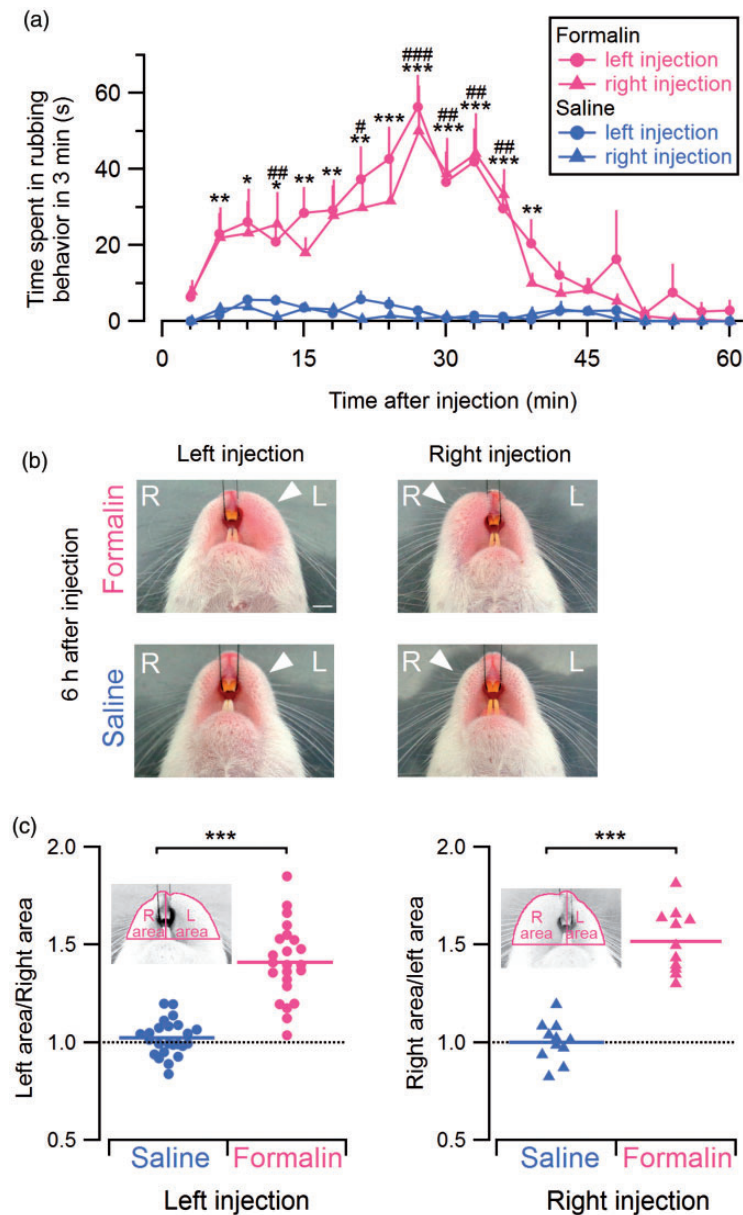 (a)
Time spent in rubbing
behavior in 3 min (s)
60
40
20
0
**
*
##
*
**
**
#
**
***
###
***
##
***
##
***
##
***
**
Formalin
left injection
right injection
Saline
left injection
right injection
0
15
30
45
60
Time after injection (min)
(b)
Left injection
Right injection
6 h after injection
Formalin
R
L
R
L
Saline
R
L
R
L
(c)
Left area/Right area
2.0
1.5
1.0
0.5
***
R
area
L
area
Saline
Formalin
Left injection
Right area/left area
2.0
1.5
1.0
0.5
***
R
area
L
area
Saline
Formalin
Right injection